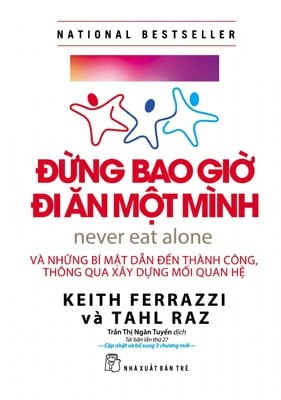 NATIONAL BESTSELLER
ĐỪNG BAO GIỜ
ĐI ĂN MỘT MÌNH
never eat alone
VÀ NHỮNG BÍ MẬT DẪN ĐẾN THÀNH CÔNG,
THÔNG QUA XÂY DỰNG MỐI QUAN HỆ
KEITH FERRAZZI
và TAHL RAZ
Trần Thị Ngân Tuyến dịch
Tái bản lần thứ 27
—Cập nhật và bổ sung 3 chương mới—
NHÀ XUẤT BẢN TRẺ